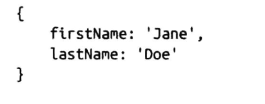 {
    firstName: 'Jane',
    lastName: 'Doe'
}